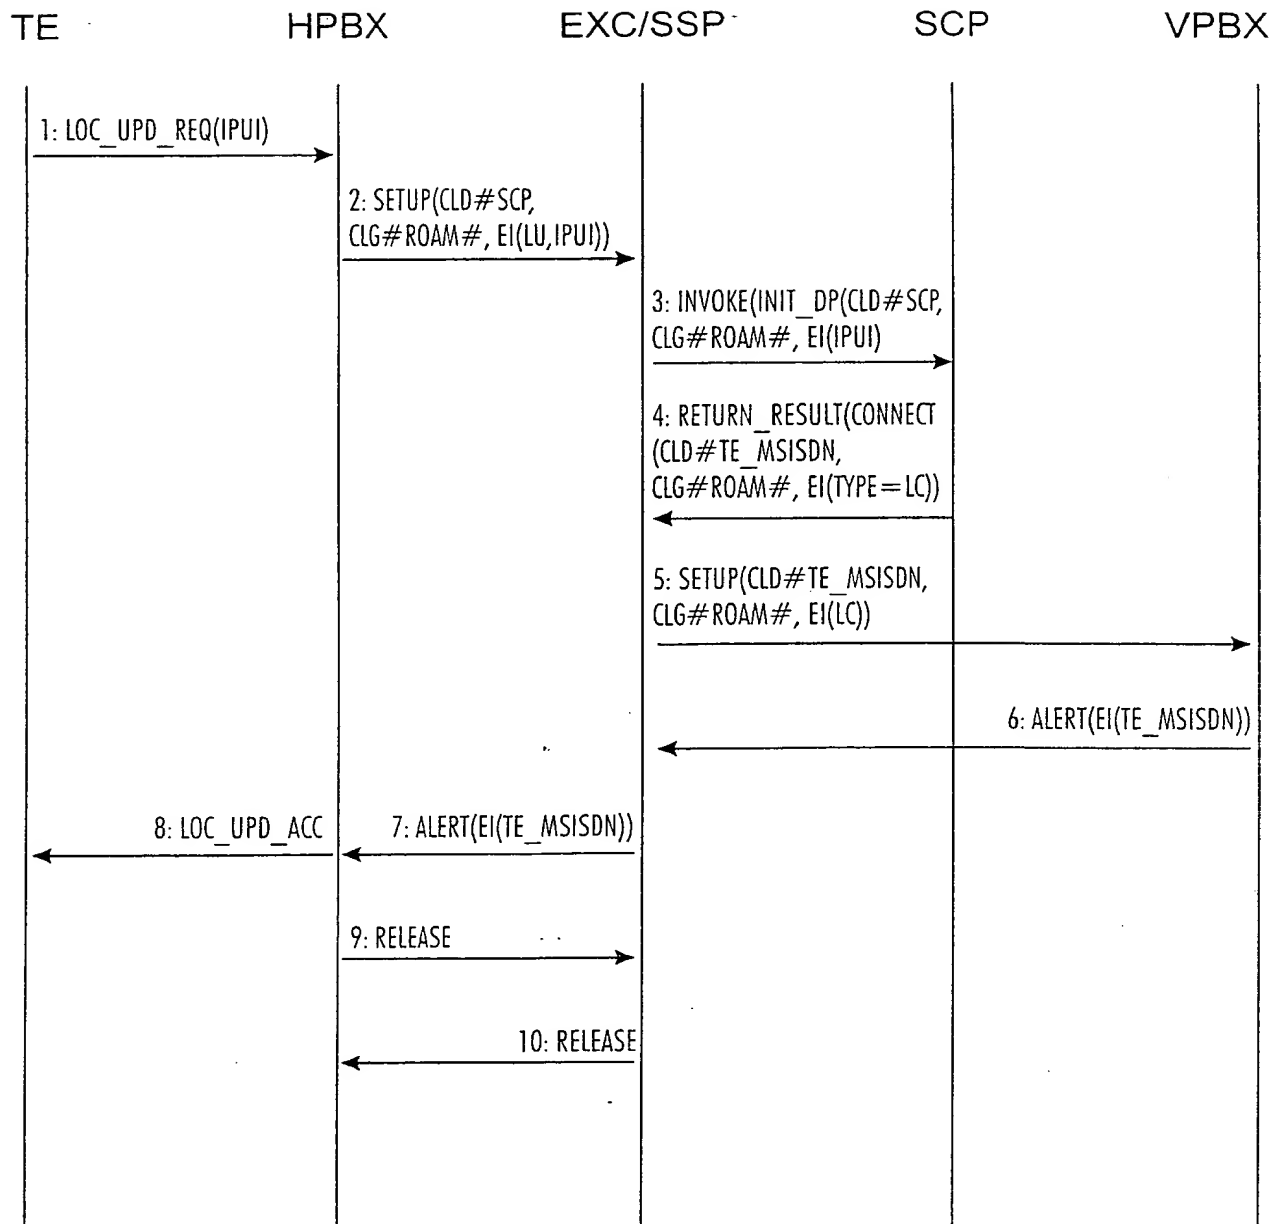 TE HPBX EXC/SSP SCP VPBX
1: LOC_UPD_REQ(IPUI)
2: SETUP(CLD#SCP,
CLG#ROAM#, EI(LU,IPUI))
3: INVOKE(INIT_DP(CLD#SCP,
CLG#ROAM#, EI(IPUI)
4: RETURN_RESULT(CONNECT
(CLD#TE_MSISDN,
CLG#ROAM#, EI(TYPE=LC))
5: SETUP(CLD#TE_MSISDN,
CLG#ROAM#, EI(LC))
6: ALERT(EI(TE_MSISDN))
8: LOC_UPD_ACC
7: ALERT(EI(TE_MSISDN))
9: RELEASE
10: RELEASE